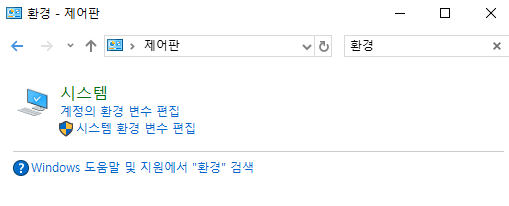 환경 - 제어판
제어판
환경
시스템
계정의 환경 변수 편집
시스템 환경 변수 편집
Windows 도움말 및 지원에서 "환경" 검색